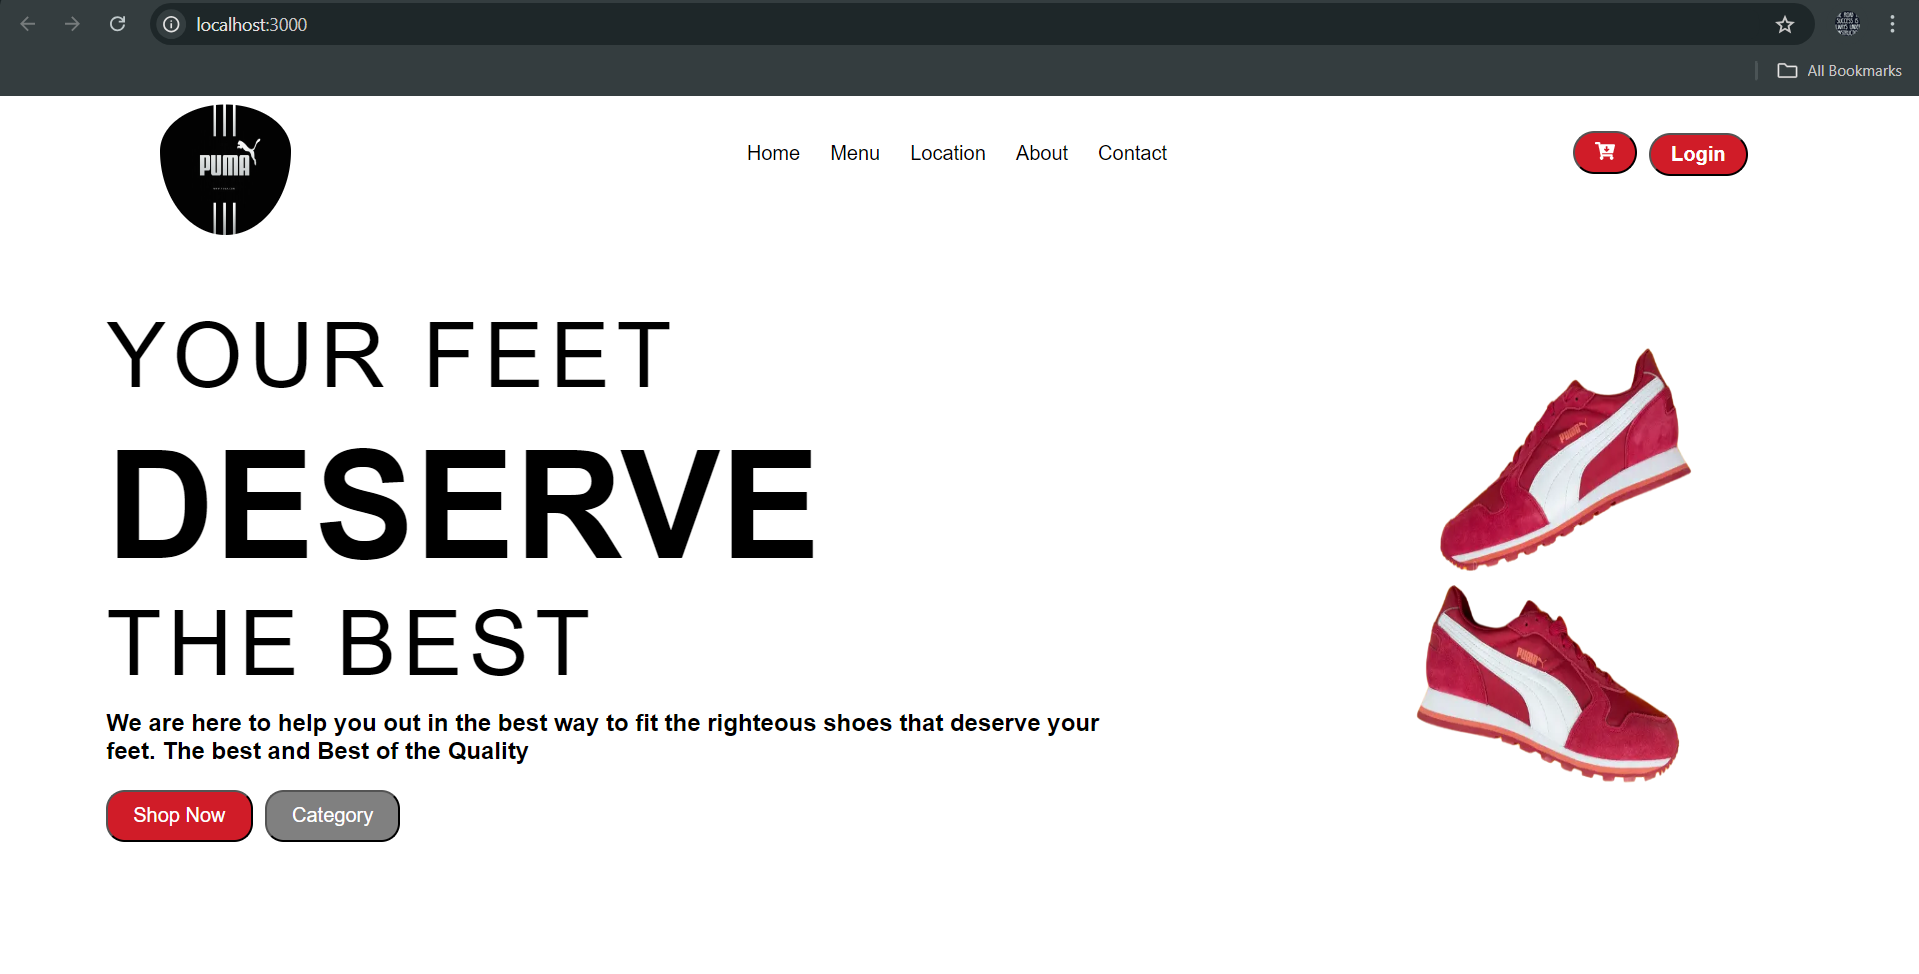 localhost:3000
All Bookmarks
PUMA
Home Menu Location About Contact
Login
YOUR FEET
DESERVE
THE BEST
We are here to help you out in the best way to fit the righteous shoes that deserve your
feet. The best and Best of the Quality
Shop Now Category
PUMA
PUMA